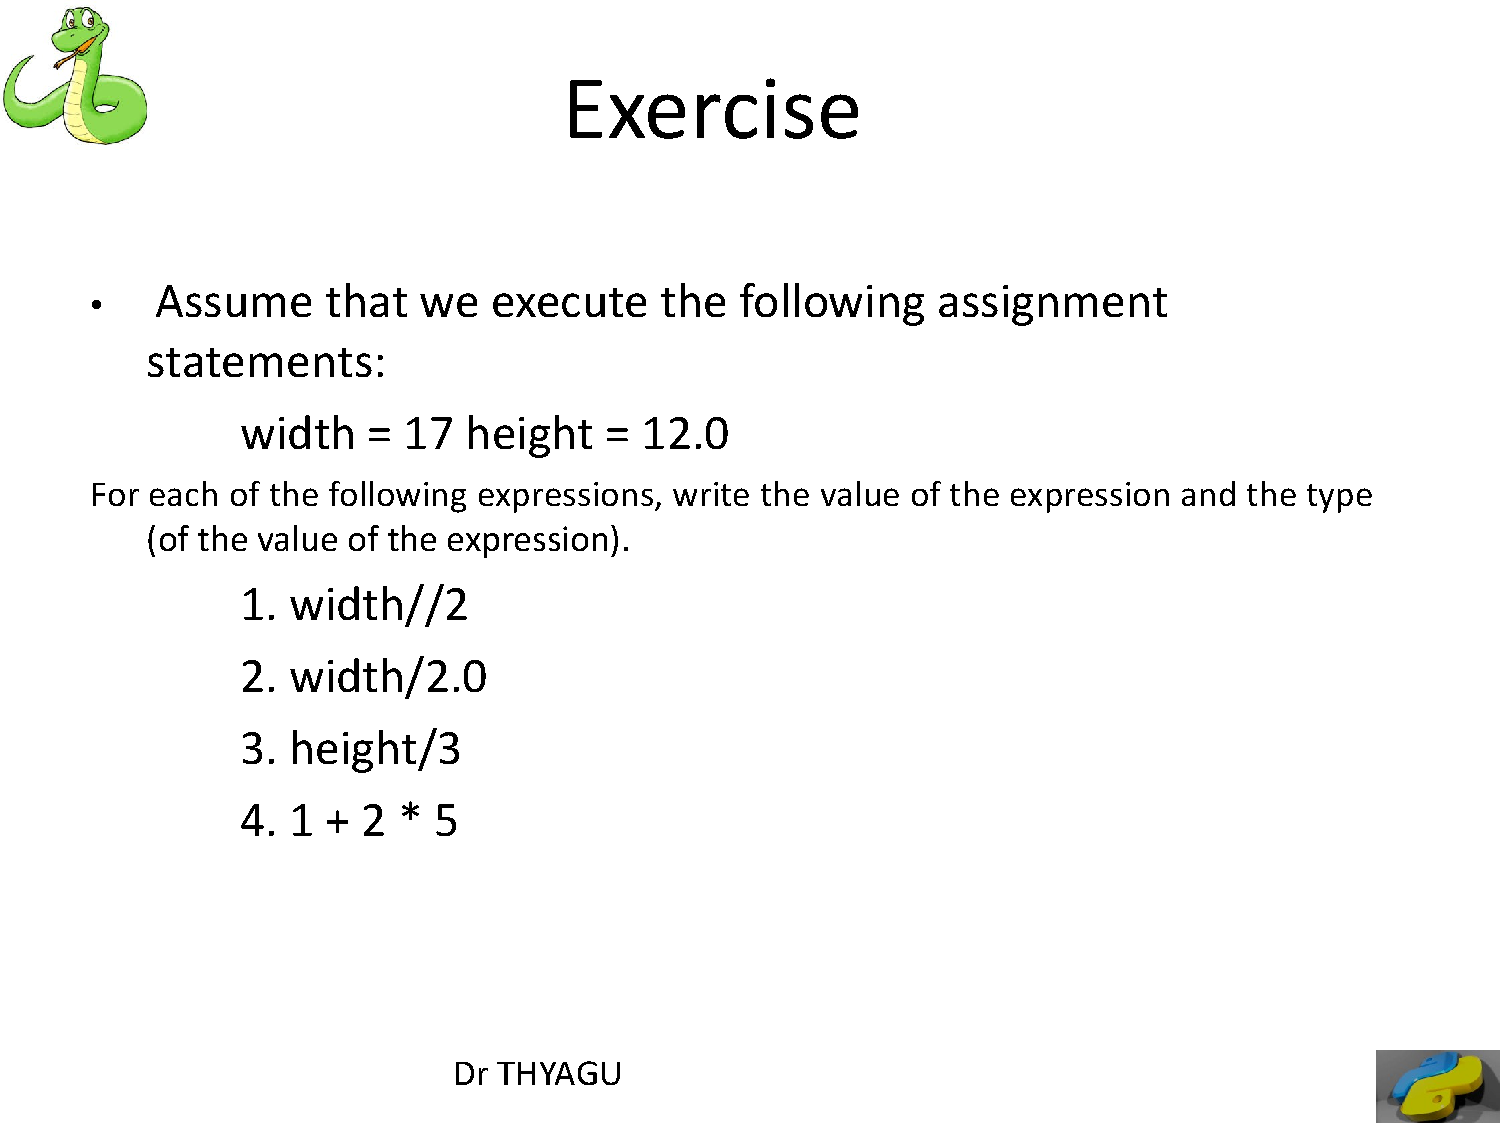 Exercise
• Assume that we execute the following assignment
statements:
width = 17 height = 12.0
For each of the following expressions, write the value of the expression and the type
(of the value of the expression).
1. width//2
2. width/2.0
3. height/3
4. 1 + 2 * 5
Dr THYAGU